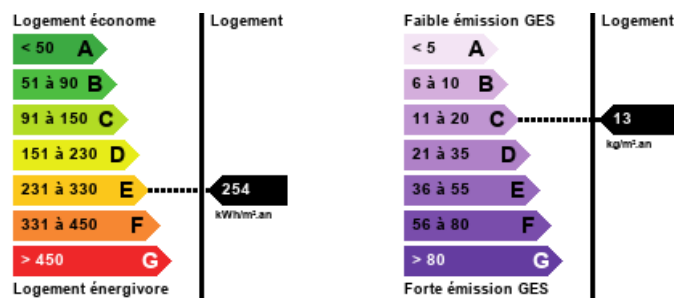 Logement économe
Logement
< 50 A
51 à 90 B
91 à 150 C
151 à 230 D
231 à 330 E
254
kWh/m².an
331 à 450 F
> 450 G
Logement énergivore
Faible émission GES
Logement
< 5 A
6 à 10 B
11 à 20 C
13
kg/m².an
21 à 35 D
36 à 55 E
56 à 80 F
> 80 G
Forte émission GES